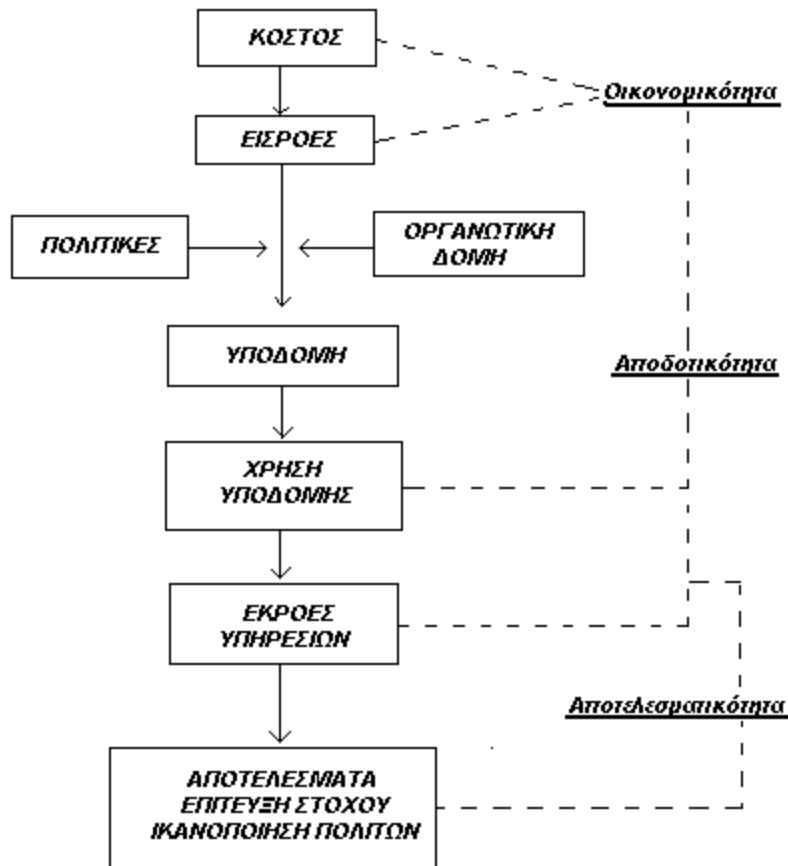 ΚΟΣΤΟΣ
Οικονομικότητα
ΕΙΣΡΟΕΣ
ΠΟΛΙΤΙΚΕΣ
ΟΡΓΑΝΩΤΙΚΗ
ΔΟΜΗ
ΥΠΟΔΟΜΗ
Αποδοτικότητα
ΧΡΗΣΗ
ΥΠΟΔΟΜΗΣ
ΕΚΡΟΕΣ
ΥΠΗΡΕΣΙΩΝ
Αποτελεσματικότητα
ΑΠΟΤΕΛΕΣΜΑΤΑ
ΕΠΙΤΕΥΞΗ ΣΤΟΧΟΥ
ΙΚΑΝΟΠΟΙΗΣΗ ΠΟΛΙΤΩΝ